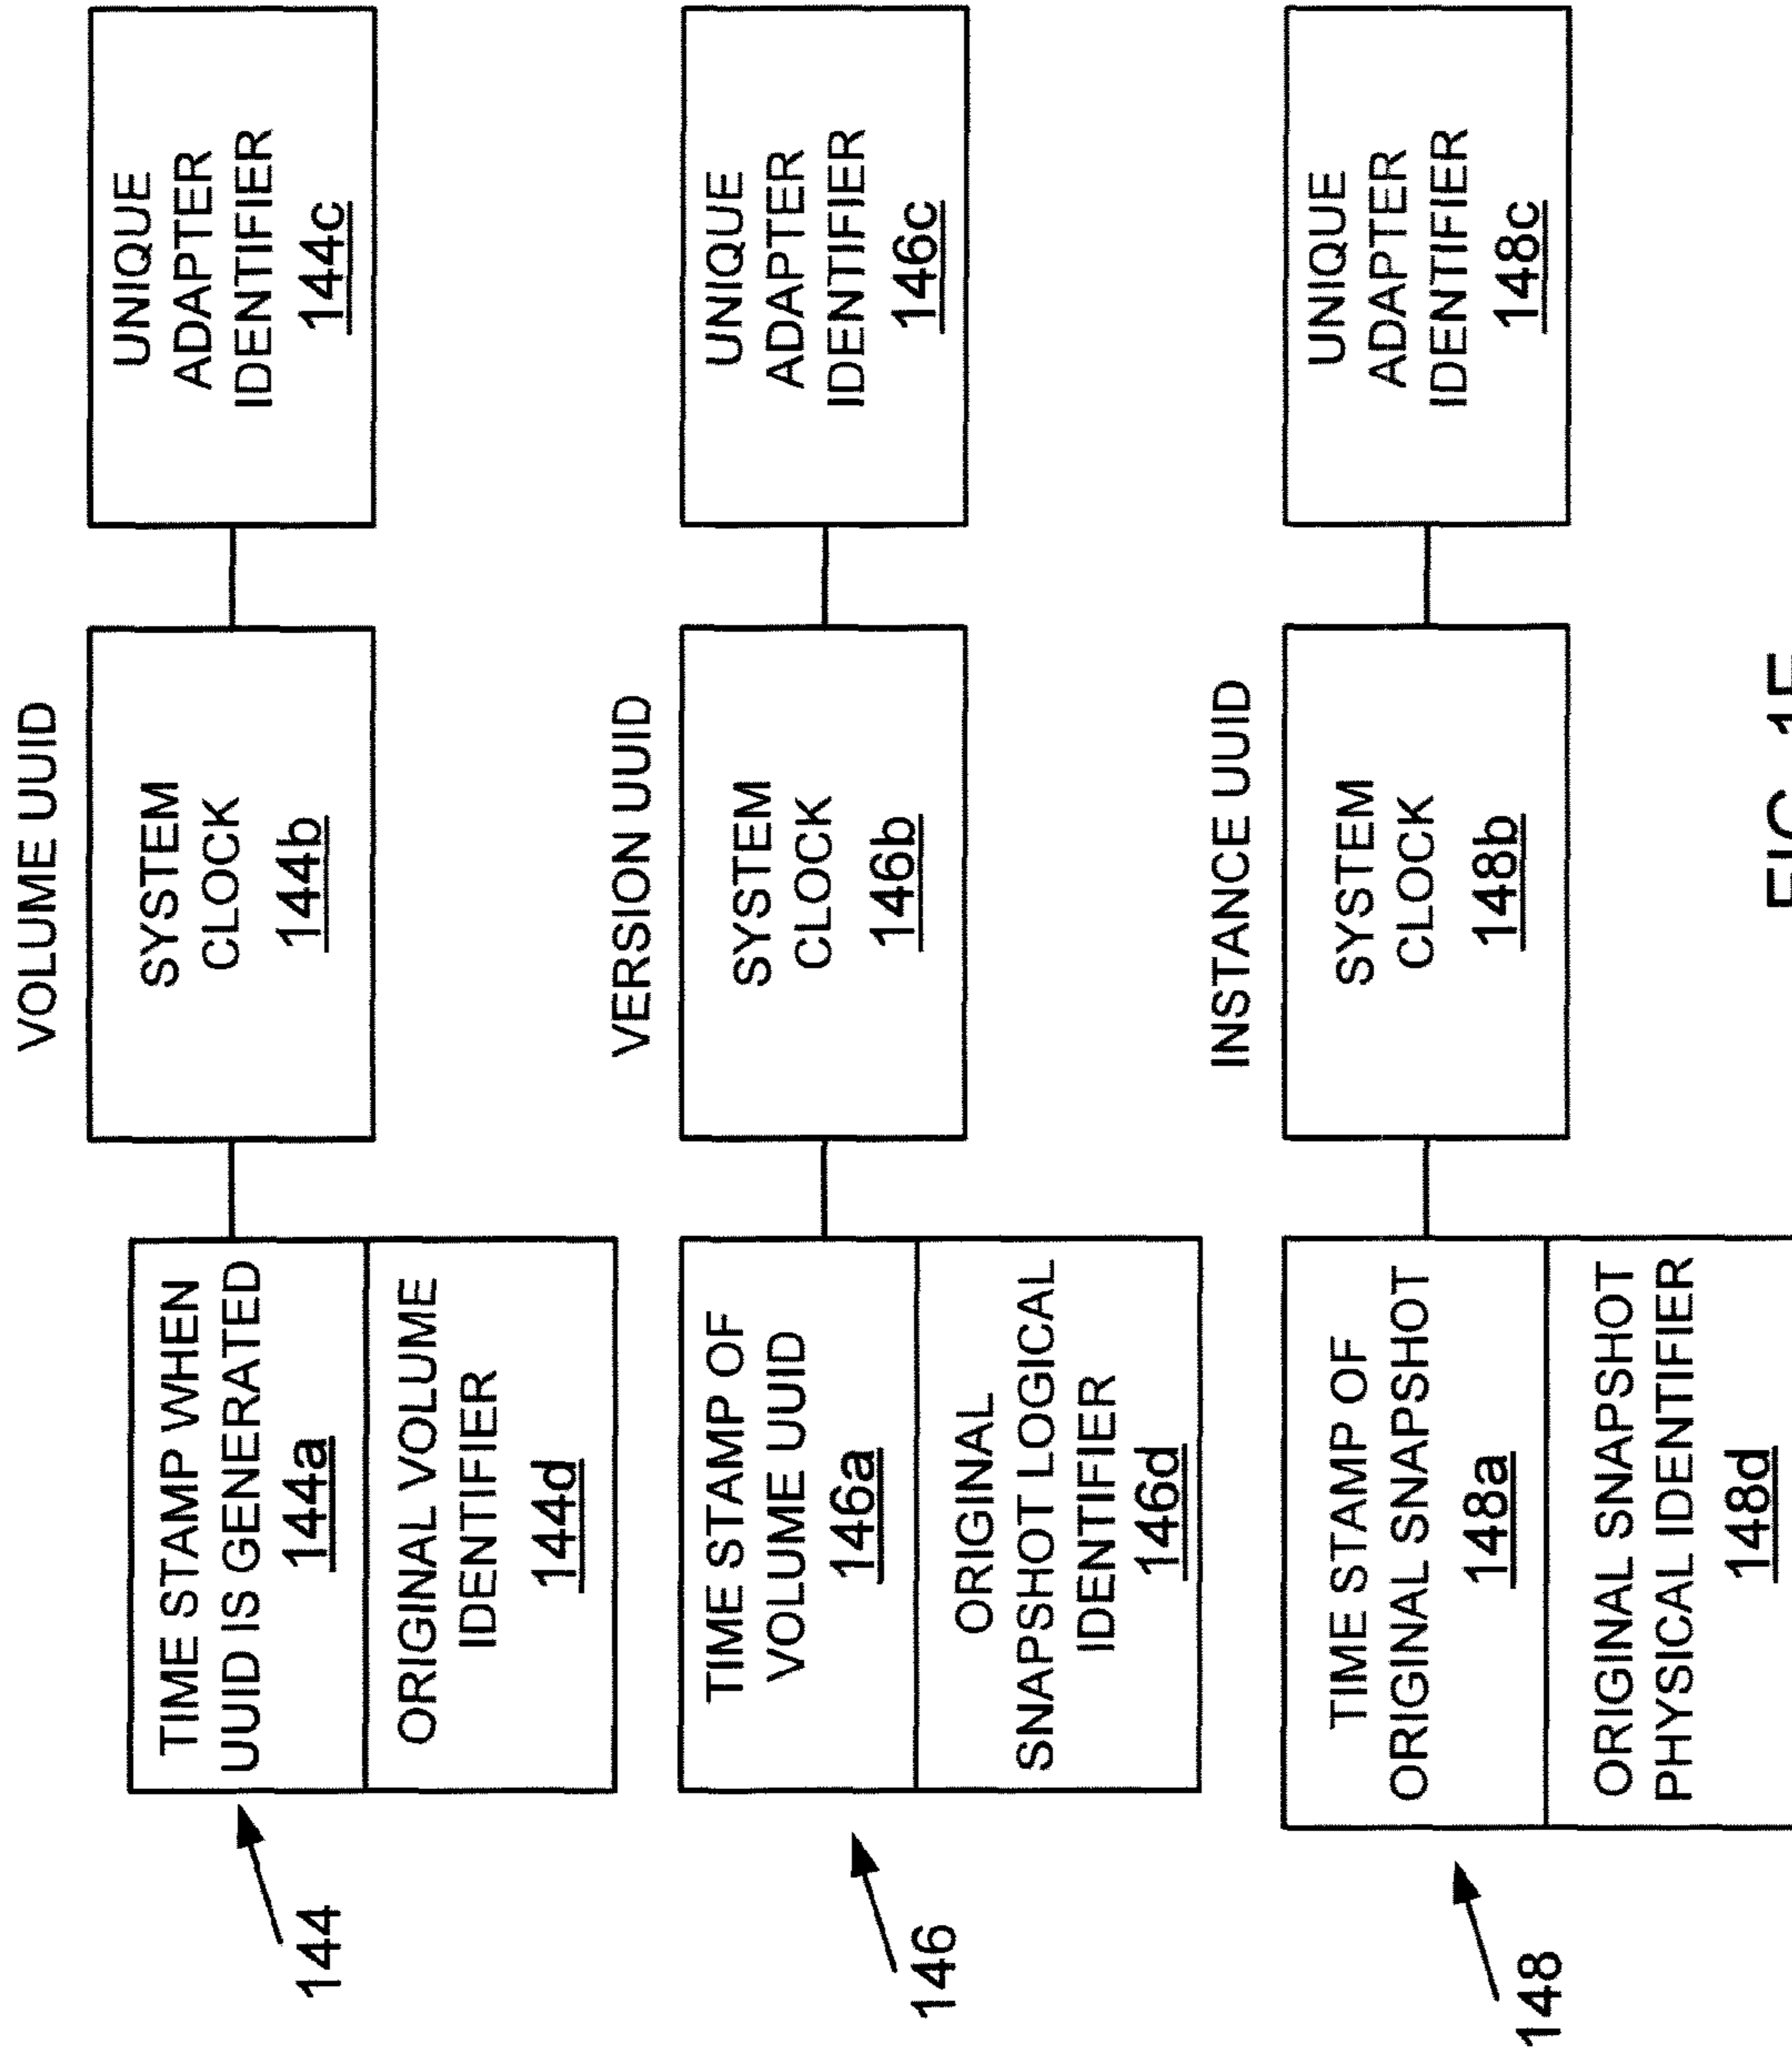 VOLUME UUID
144
TIME STAMP WHEN
UUID IS GENERATED
144a
ORIGINAL VOLUME
IDENTIFIER
144d
SYSTEM
CLOCK
144b
UNIQUE
ADAPTER
IDENTIFIER
144c
VERSION UUID
146
TIME STAMP OF
VOLUME UUID
146a
ORIGINAL
SNAPSHOT LOGICAL
IDENTIFIER
146d
SYSTEM
CLOCK
146b
UNIQUE
ADAPTER
IDENTIFIER
146c
INSTANCE UUID
148
TIME STAMP OF
ORIGINAL SNAPSHOT
148a
ORIGINAL SNAPSHOT
PHYSICAL IDENTIFIER
148d
SYSTEM
CLOCK
148b
UNIQUE
ADAPTER
IDENTIFIER
148c
FIG.